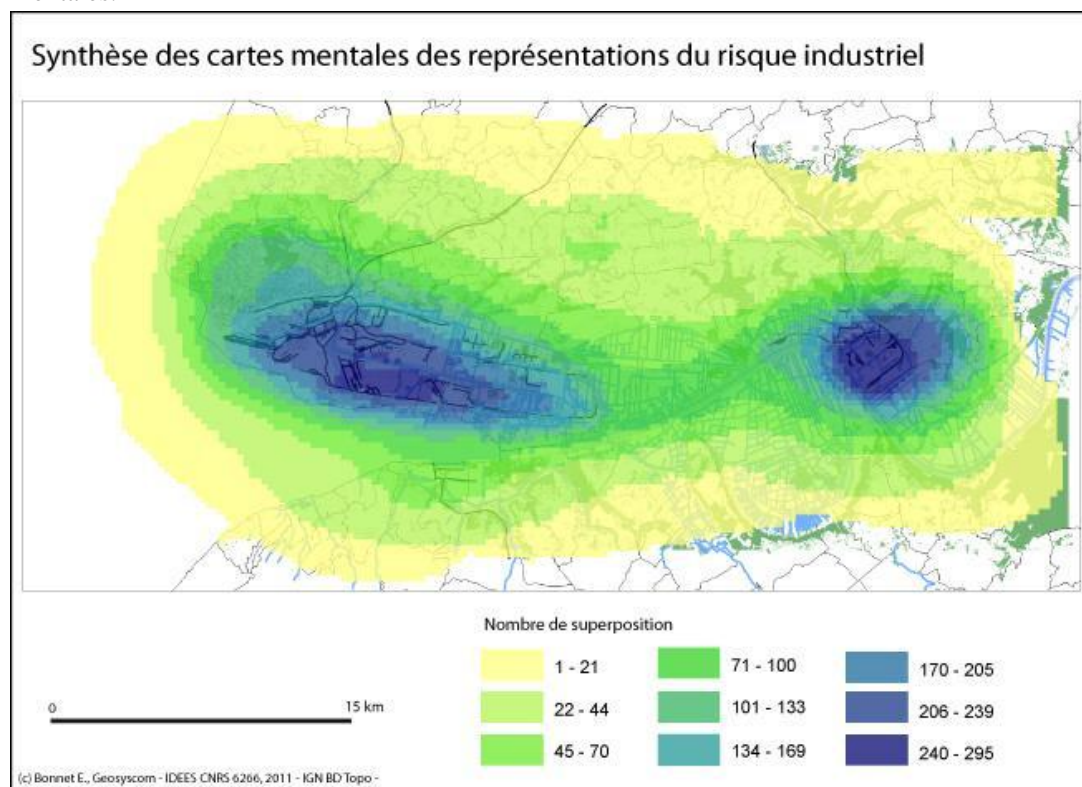 Synthèse des cartes mentales des représentations du risque industriel
Nombre de superposition
1 - 21
22 - 44
45 - 70
71 - 100
101 - 133
134 - 169
170 - 205
206 - 239
240 - 295
0 15 km
(c) Bonnet E., Geosyscom - IDEES CNRS 6266, 2011 - IGN BD Topo -